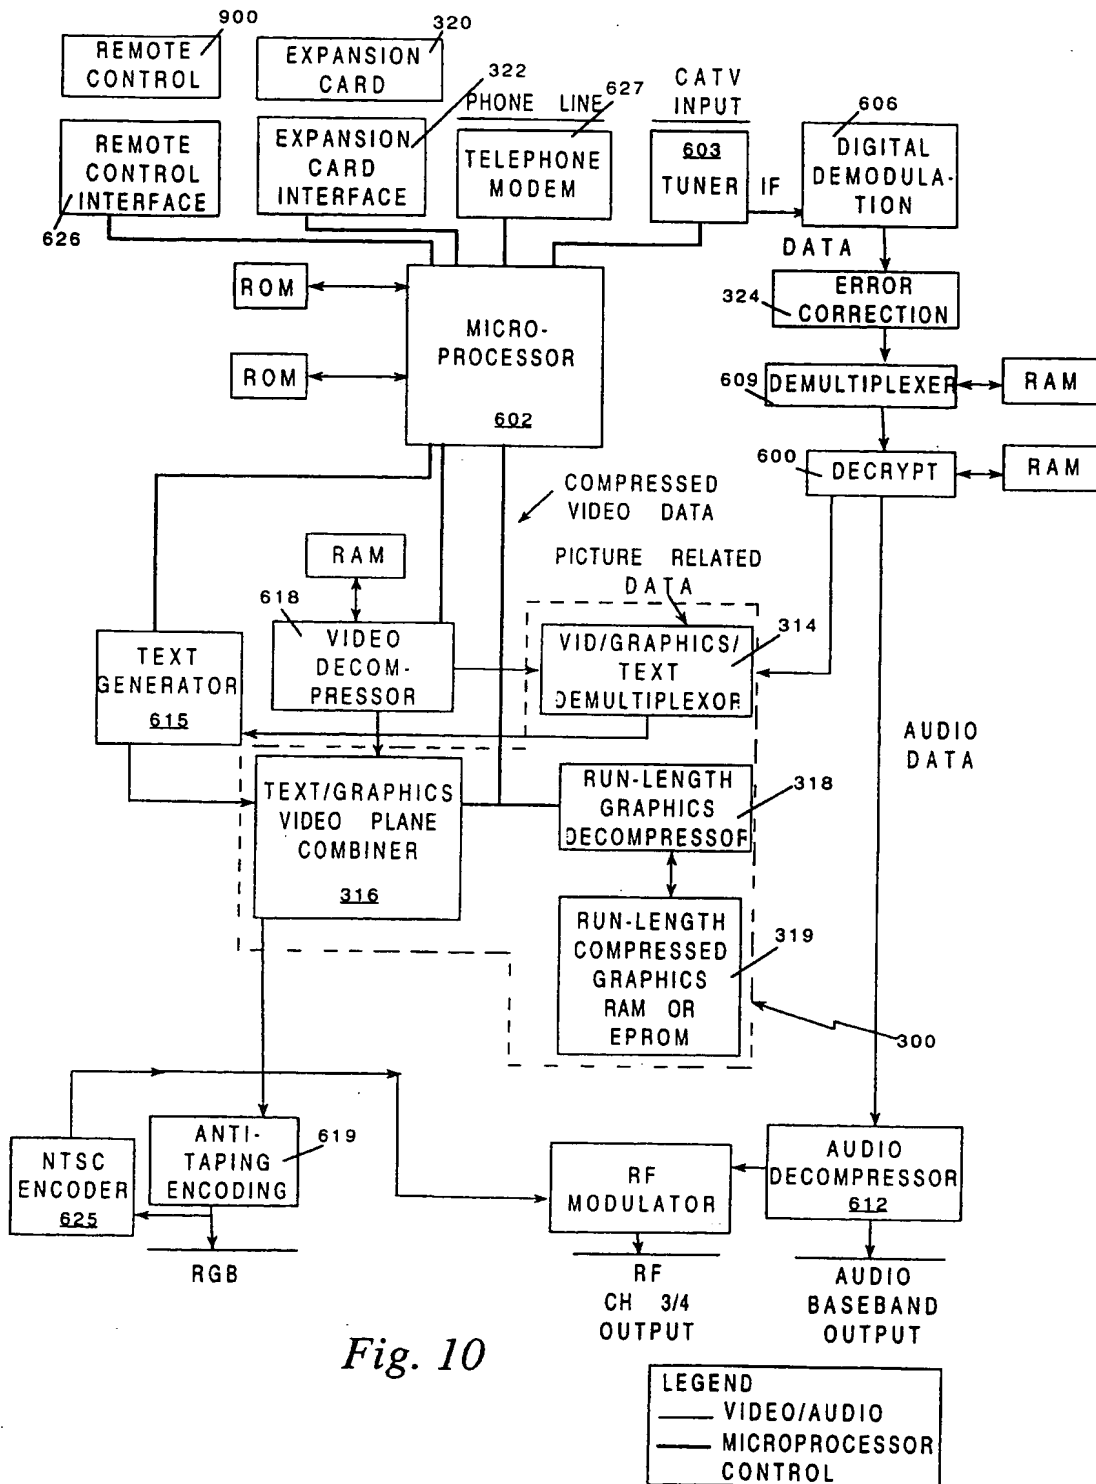 900
REMOTE
CONTROL
320
EXPANSION
CARD
322
PHONE LINE
627
CATV
INPUT
606
REMOTE
CONTROL
INTERFACE
626
EXPANSION
CARD
INTERFACE
TELEPHONE
MODEM
603
TUNER
IF
DIGITAL
DEMODULA-
TION
DATA
ROM
ROM
MICRO-
PROCESSOR
602
324
ERROR
CORRECTION
609
DEMULTIPLEXER
RAM
600
DECRYPT
RAM
COMPRESSED
VIDEO DATA
PICTURE RELATED
DATA
RAM
618
VIDEO
DECOM-
PRESSOR
VID/GRAPHICS/
TEXT
DEMULTIPLEXOR
314
TEXT
GENERATOR
615
AUDIO
DATA
TEXT/GRAPHICS
VIDEO PLANE
COMBINER
316
RUN-LENGTH
GRAPHICS
DECOMPRESSOR
318
RUN-LENGTH
COMPRESSED
GRAPHICS
RAM OR
EPROM
319
300
NTSC
ENCODER
625
ANTI-
TAPING
ENCODING
619
RF
MODULATOR
AUDIO
DECOMPRESSOR
612
RGB
RF
CH 3/4
OUTPUT
AUDIO
BASEBAND
OUTPUT
Fig. 10
LEGEND
VIDEO/AUDIO
MICROPROCESSOR
CONTROL